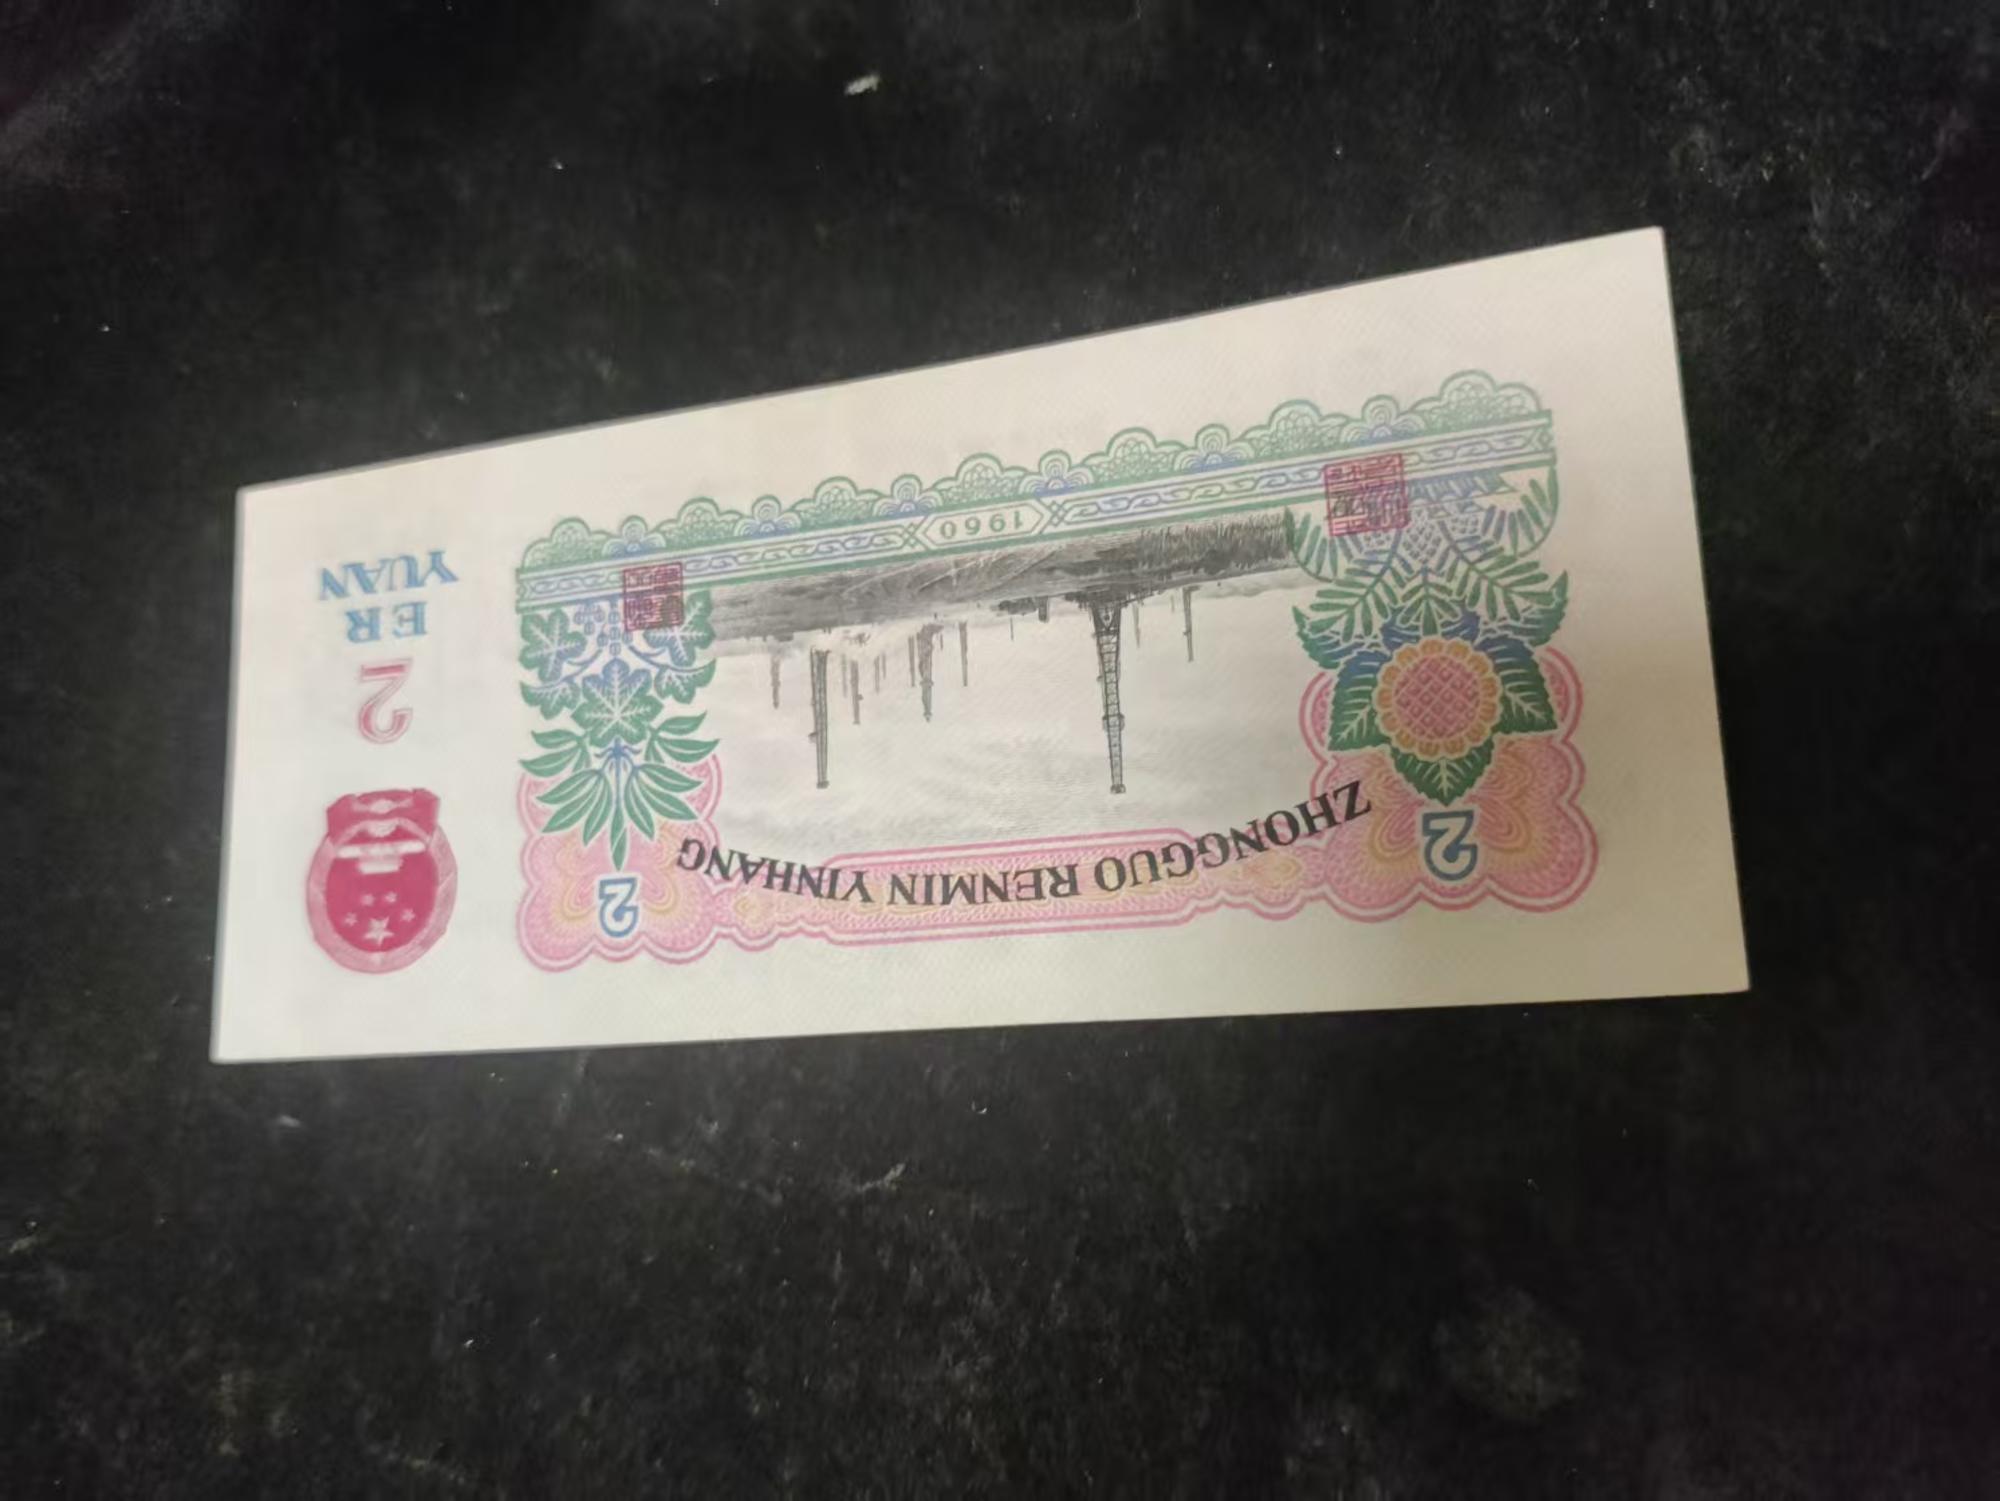 ZHONGGUO RENMIN YINHANG
2
2
2
ER
YUAN
1960